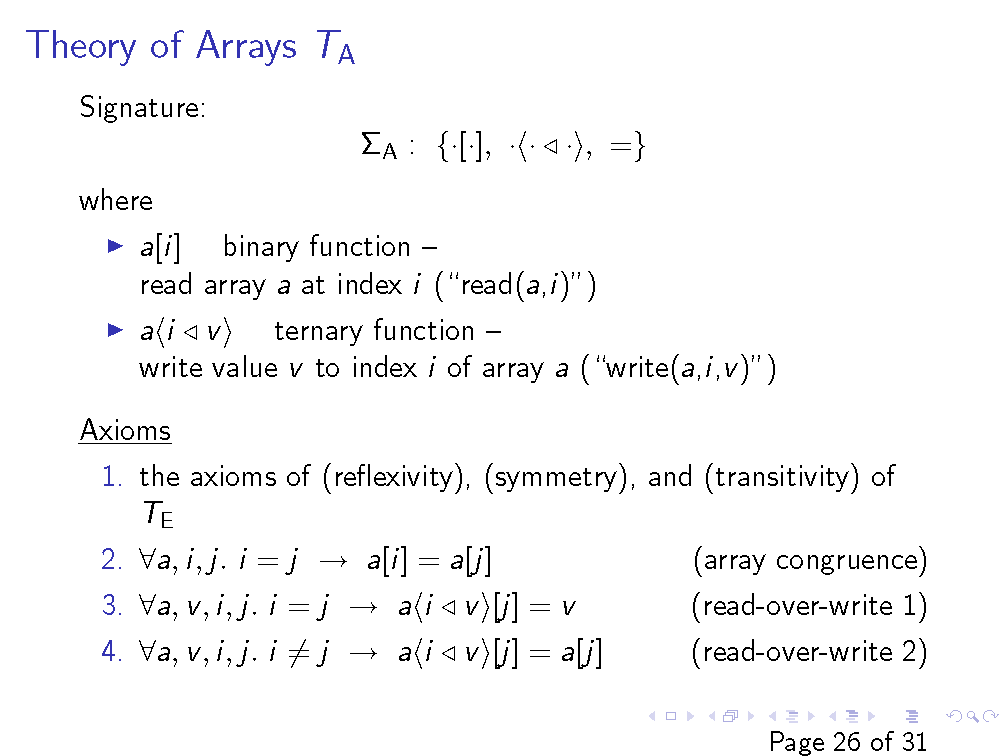 Theory of Arrays T_A
Signature:
Σ_A : {·[·], ·⟨· ◁ ·⟩, =}
where
▶ a[i] binary function –
read array a at index i (“read(a,i)”)
▶ a⟨i ◁ v⟩ ternary function –
write value v to index i of array a (“write(a,i,v)”)
Axioms
1. the axioms of (reflexivity), (symmetry), and (transitivity) of
T_E
2. ∀a, i, j. i = j → a[i] = a[j] (array congruence)
3. ∀a, v, i, j. i = j → a⟨i ◁ v⟩[j] = v (read-over-write 1)
4. ∀a, v, i, j. i ≠ j → a⟨i ◁ v⟩[j] = a[j] (read-over-write 2)
Page 26 of 31